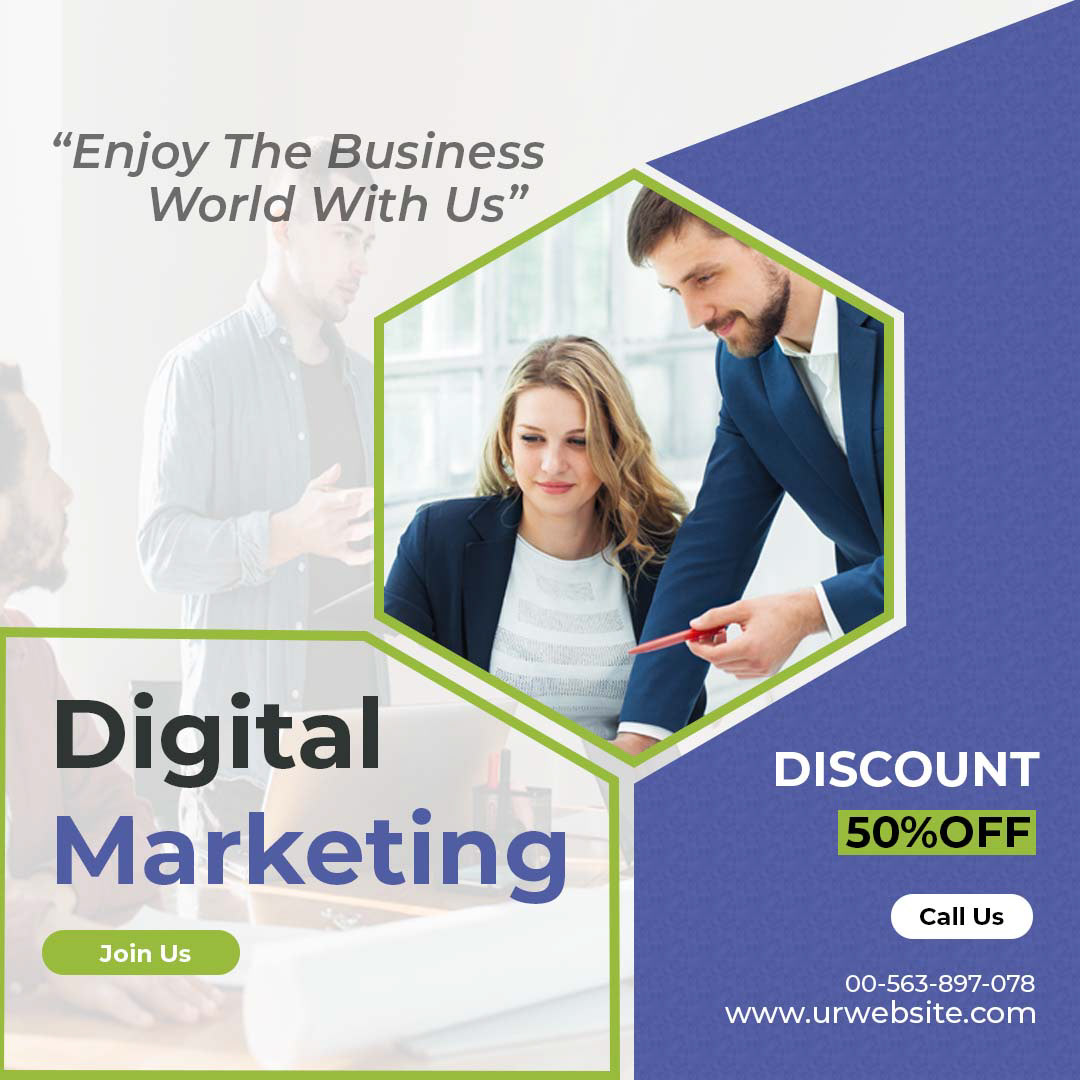 “Enjoy The Business
World With Us”
Digital
Marketing
Join Us
DISCOUNT
50%OFF
Call Us
00-563-897-078
www.urwebsite.com